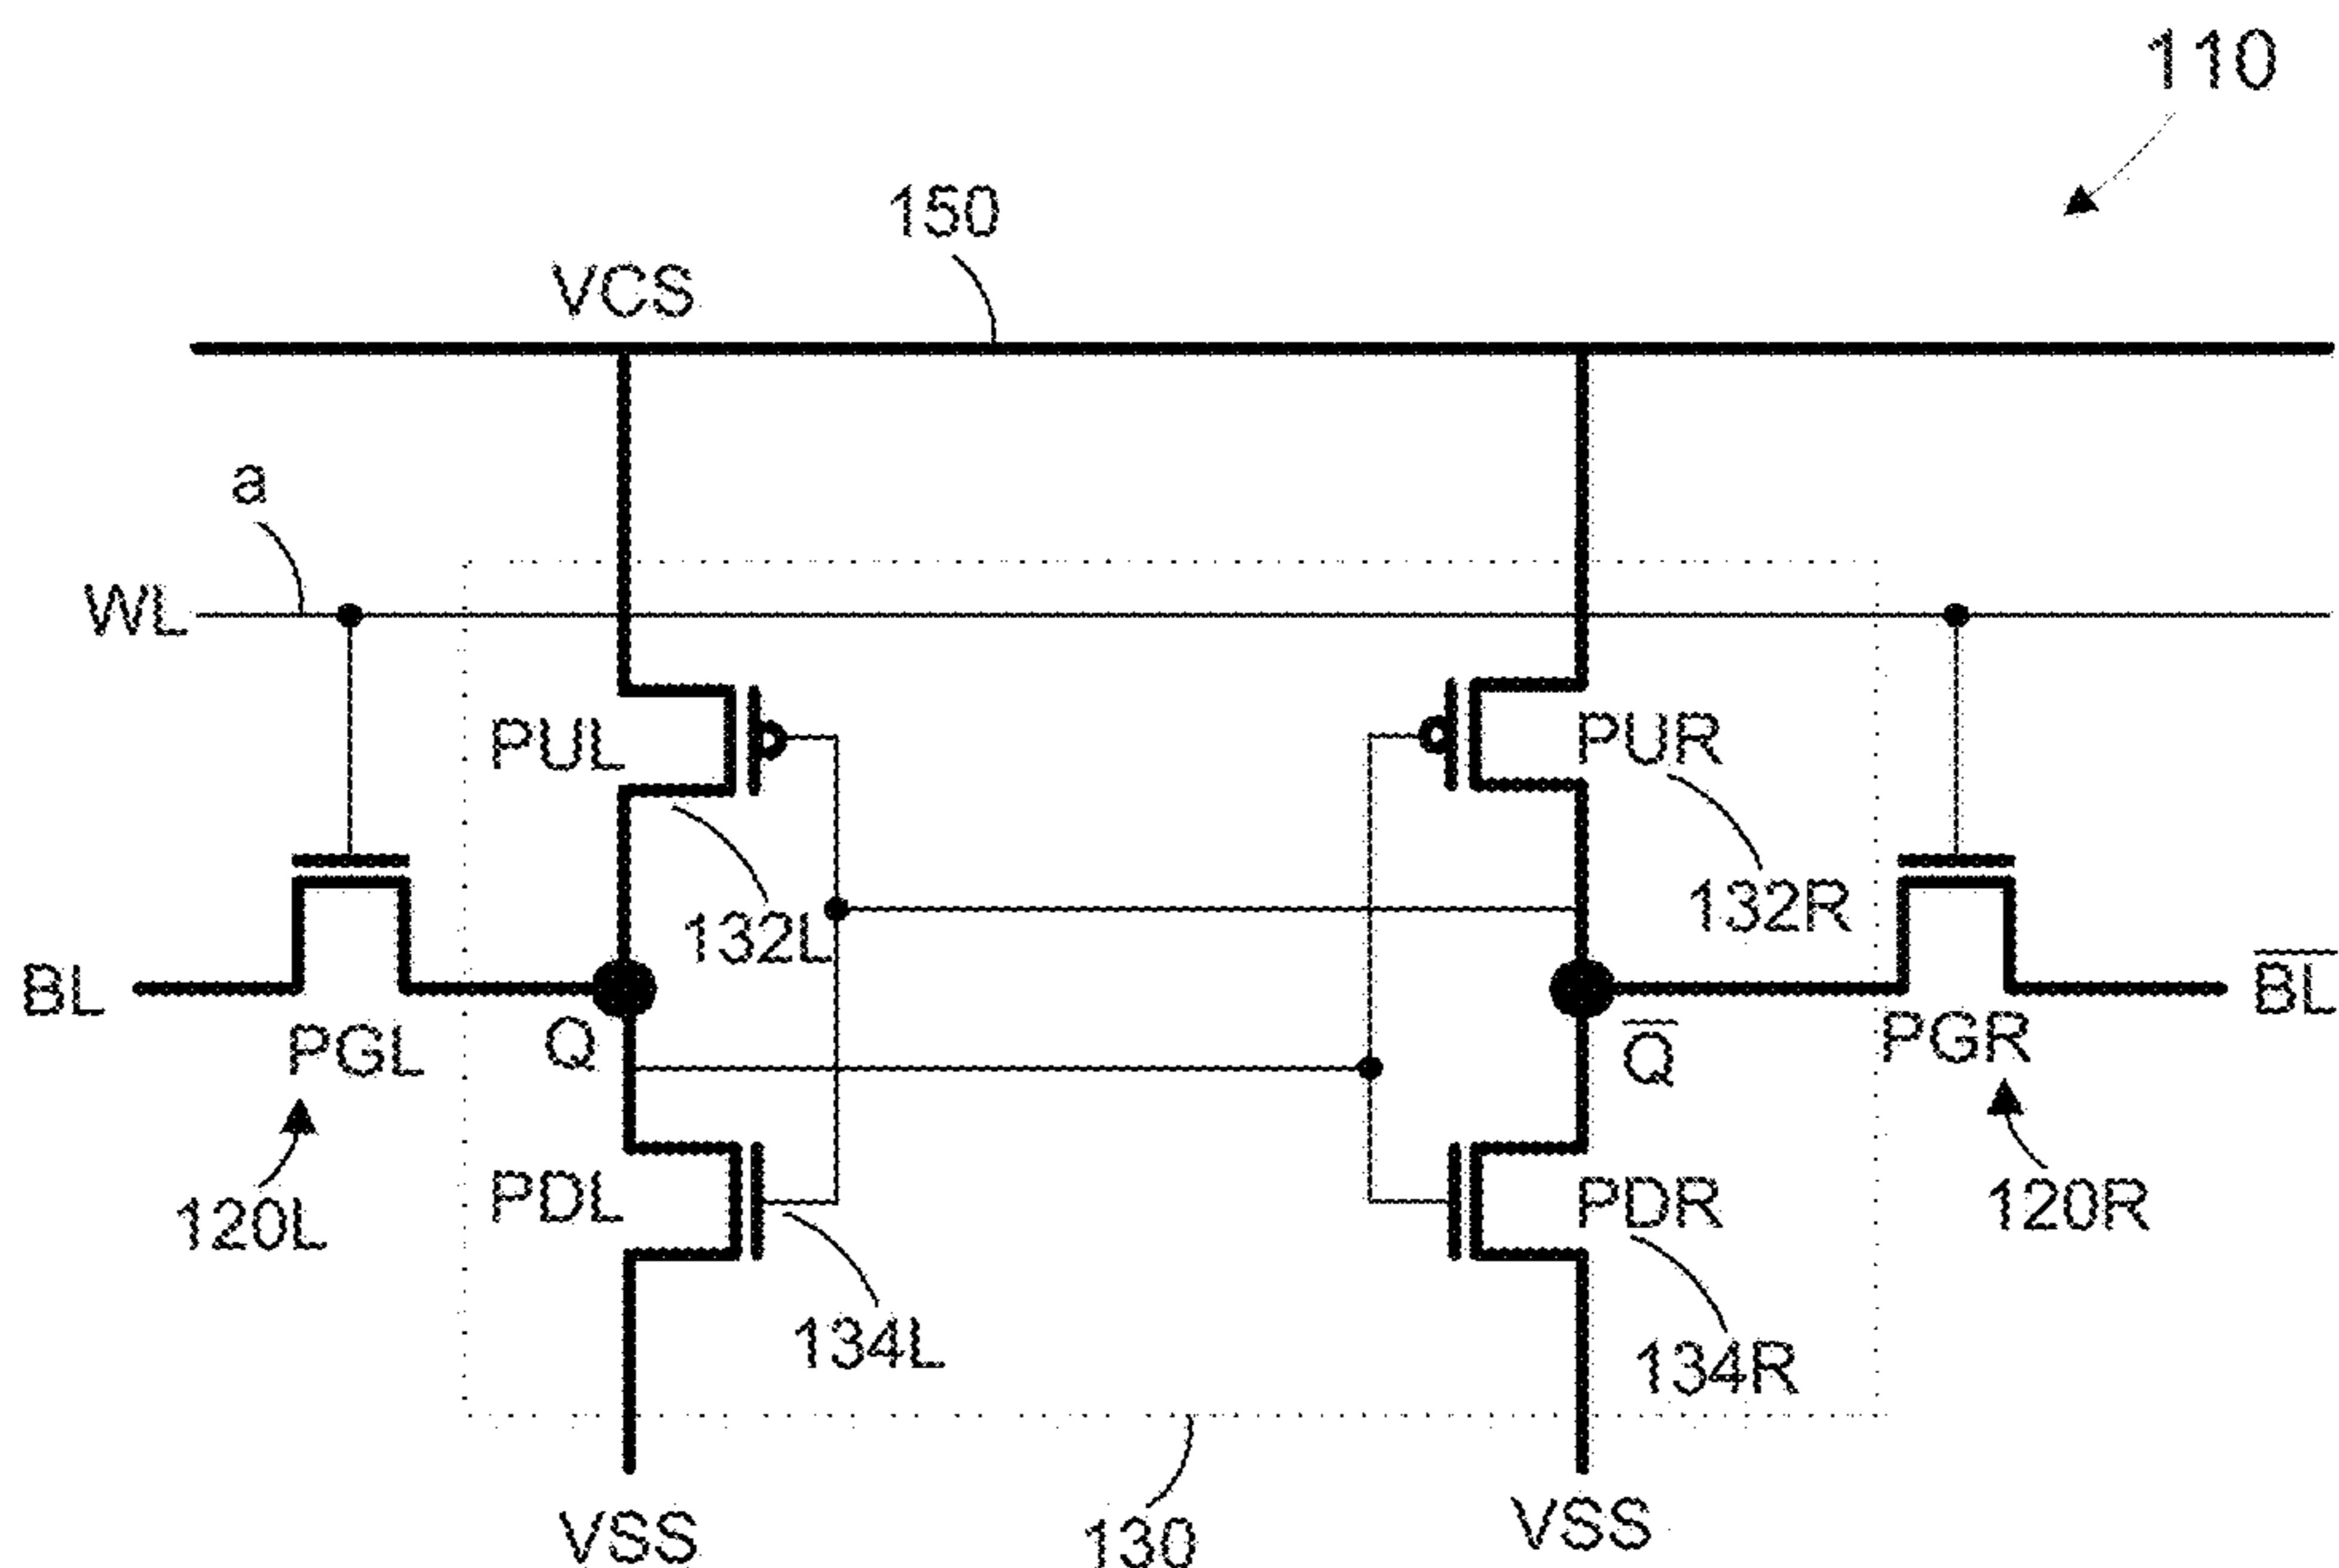 110
150
VCS
a
WL
PUL
PUR
132L
132R
BL
B̅L̅
PGL
Q
Q̅
PGR
120L
PDL
PDR
120R
134L
134R
VSS
130
VSS